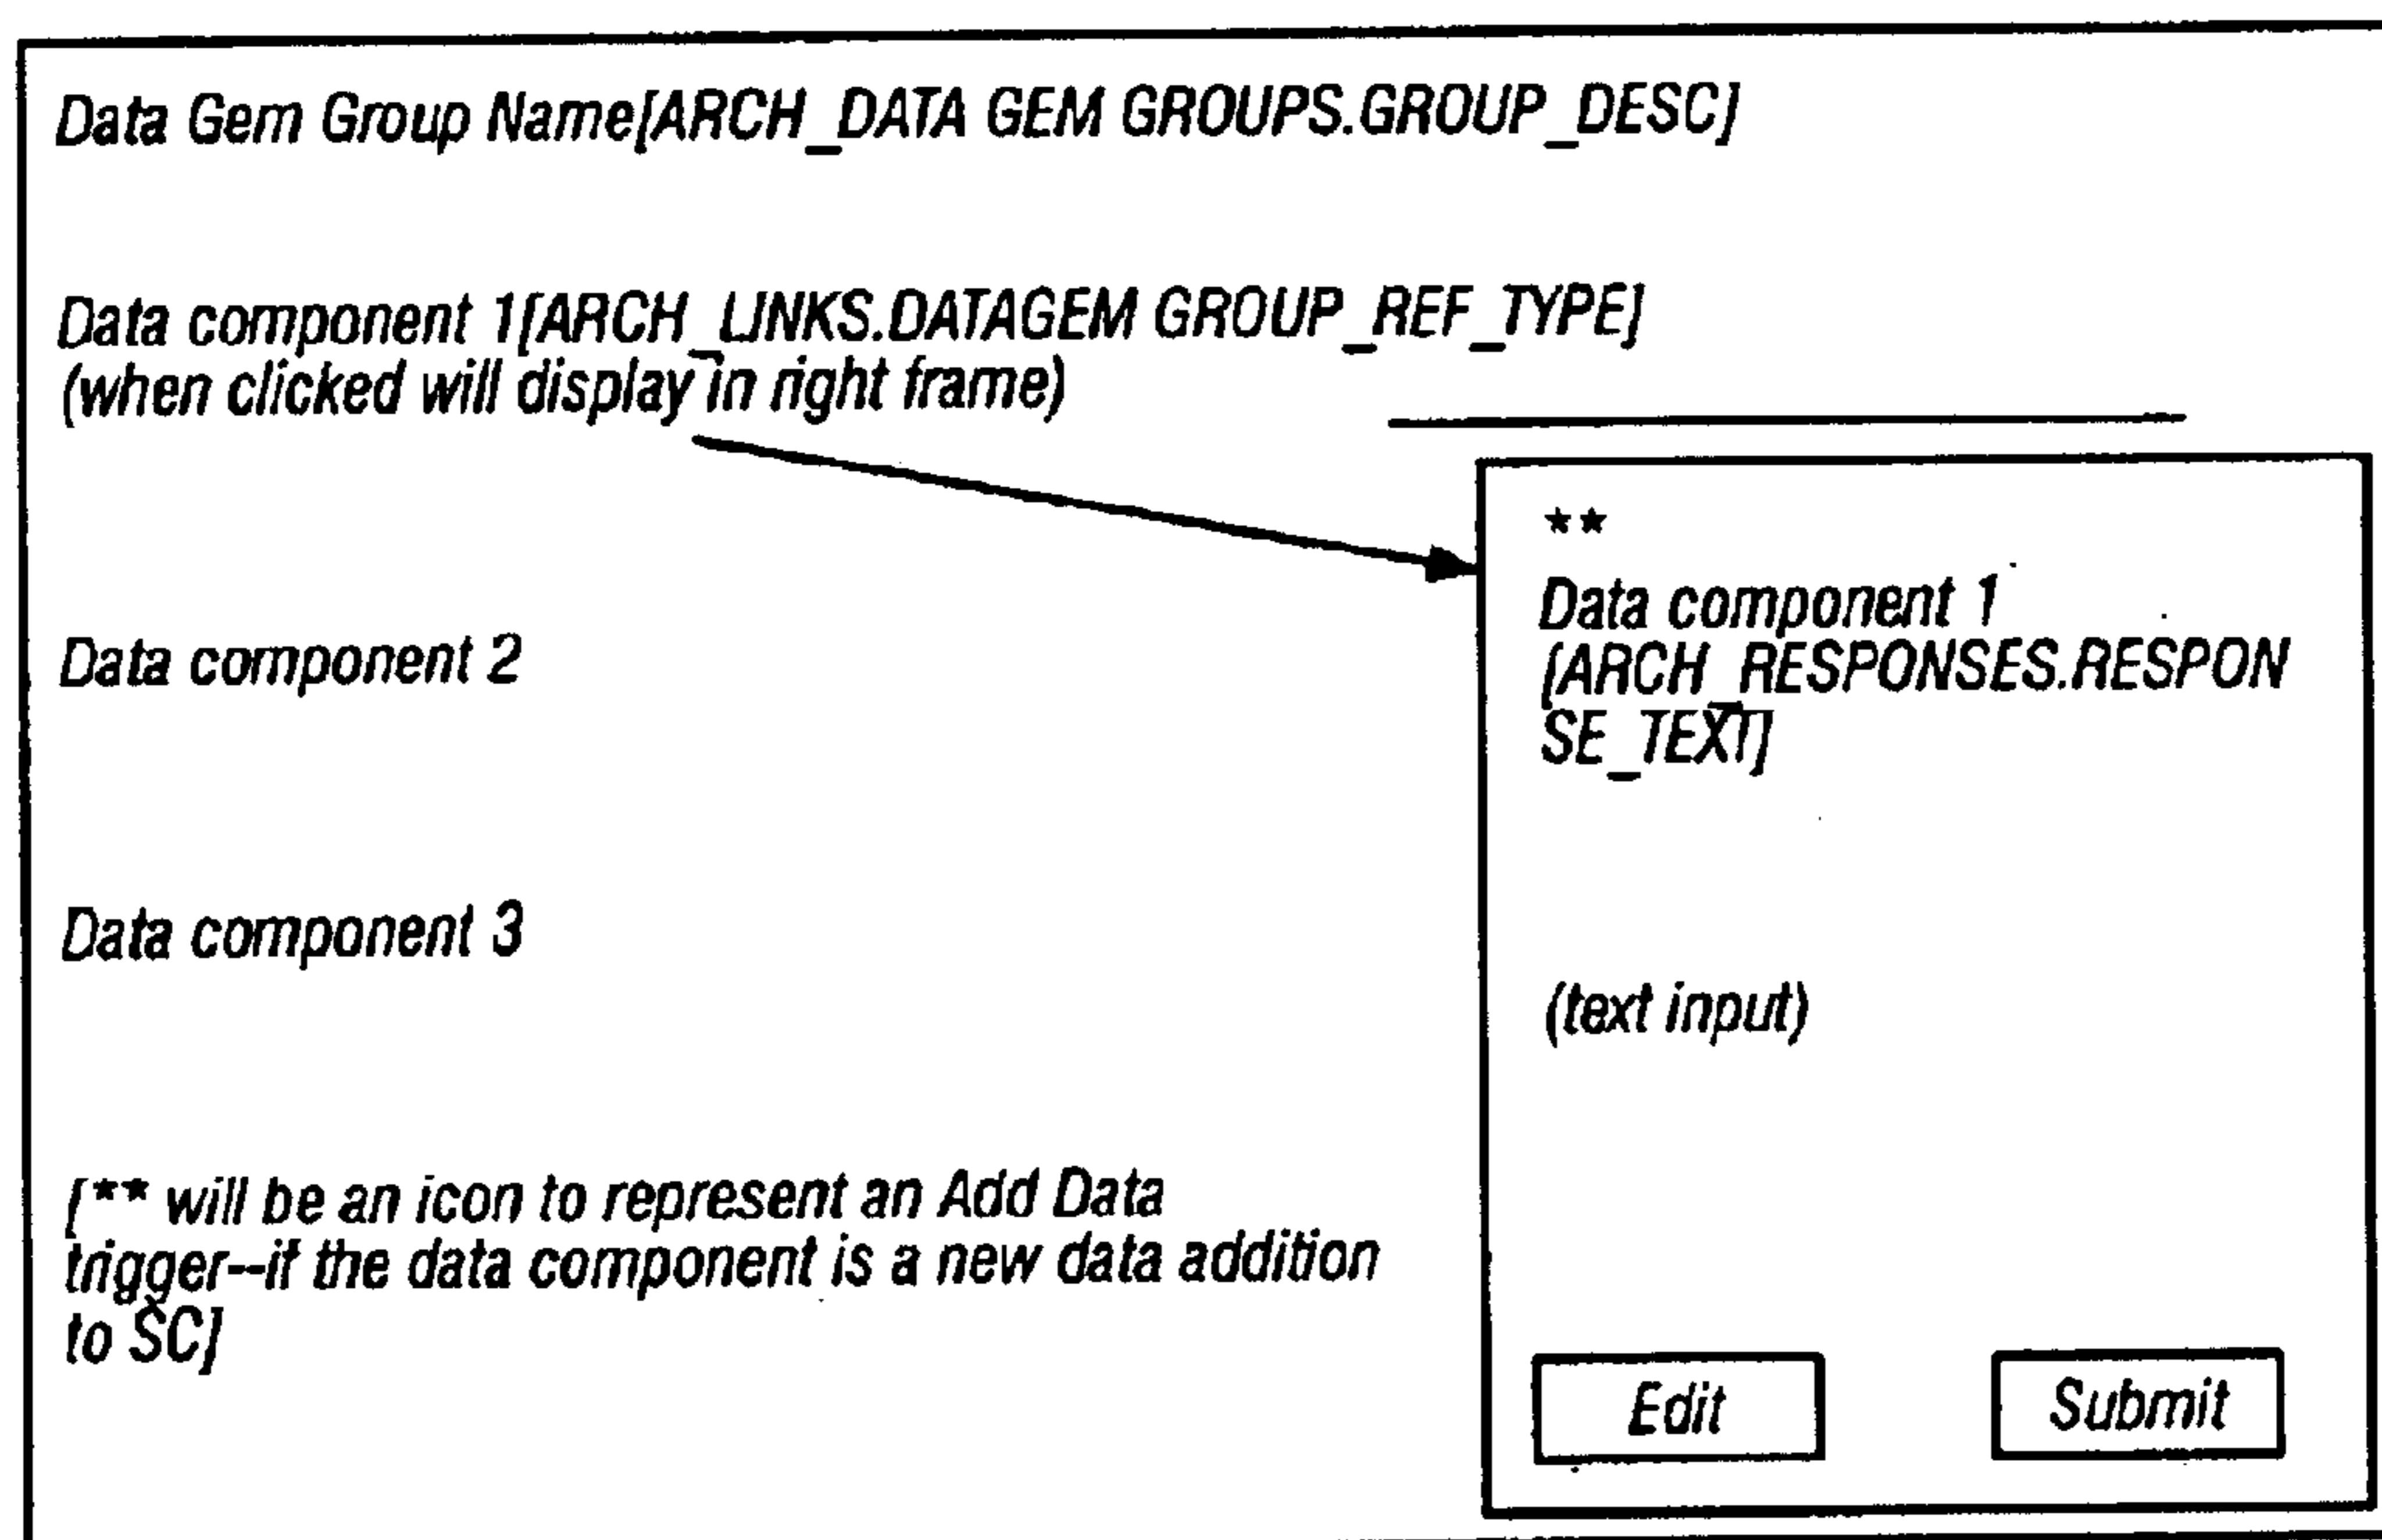 Data Gem Group Name[ARCH_DATA GEM GROUPS.GROUP_DESC]
Data component 1[ARCH_LINKS.DATAGEM GROUP_REF_TYPE]
(when clicked will display in right frame)
**
Data component 1
[ARCH_RESPONSES.RESPON
SE_TEXT]
Data component 2
Data component 3
(text input)
[** will be an icon to represent an Add Data
trigger--if the data component is a new data addition
to SC]
Edit
Submit